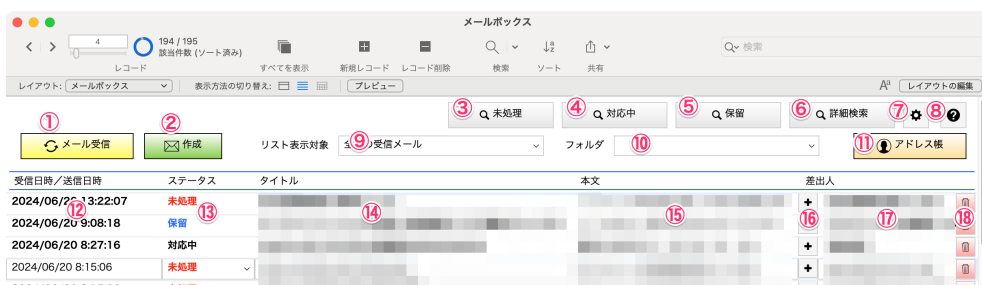 メールボックス
4
194 / 195
該当件数 (ソート済み)
レコード
すべてを表示
新規レコード
レコード削除
検索
ソート
共有
検索
レイアウト: メールボックス
表示方法の切り替え:
プレビュー
Aa
レイアウトの編集
③ 未処理
④ 対応中
⑤ 保留
⑥ 詳細検索
⑦
⑧ ?
① メール受信
② 作成
リスト表示対象
⑨ 受信メール
フォルダ
⑩
⑪ アドレス帳
受信日時/送信日時
ステータス
タイトル
本文
差出人
2024/06/20 13:22:07
未処理
⑫
⑬
⑭
⑮
⑯
⑰
⑱
2024/06/20 9:08:18
保留
2024/06/20 8:27:16
対応中
2024/06/20 8:15:06
未処理